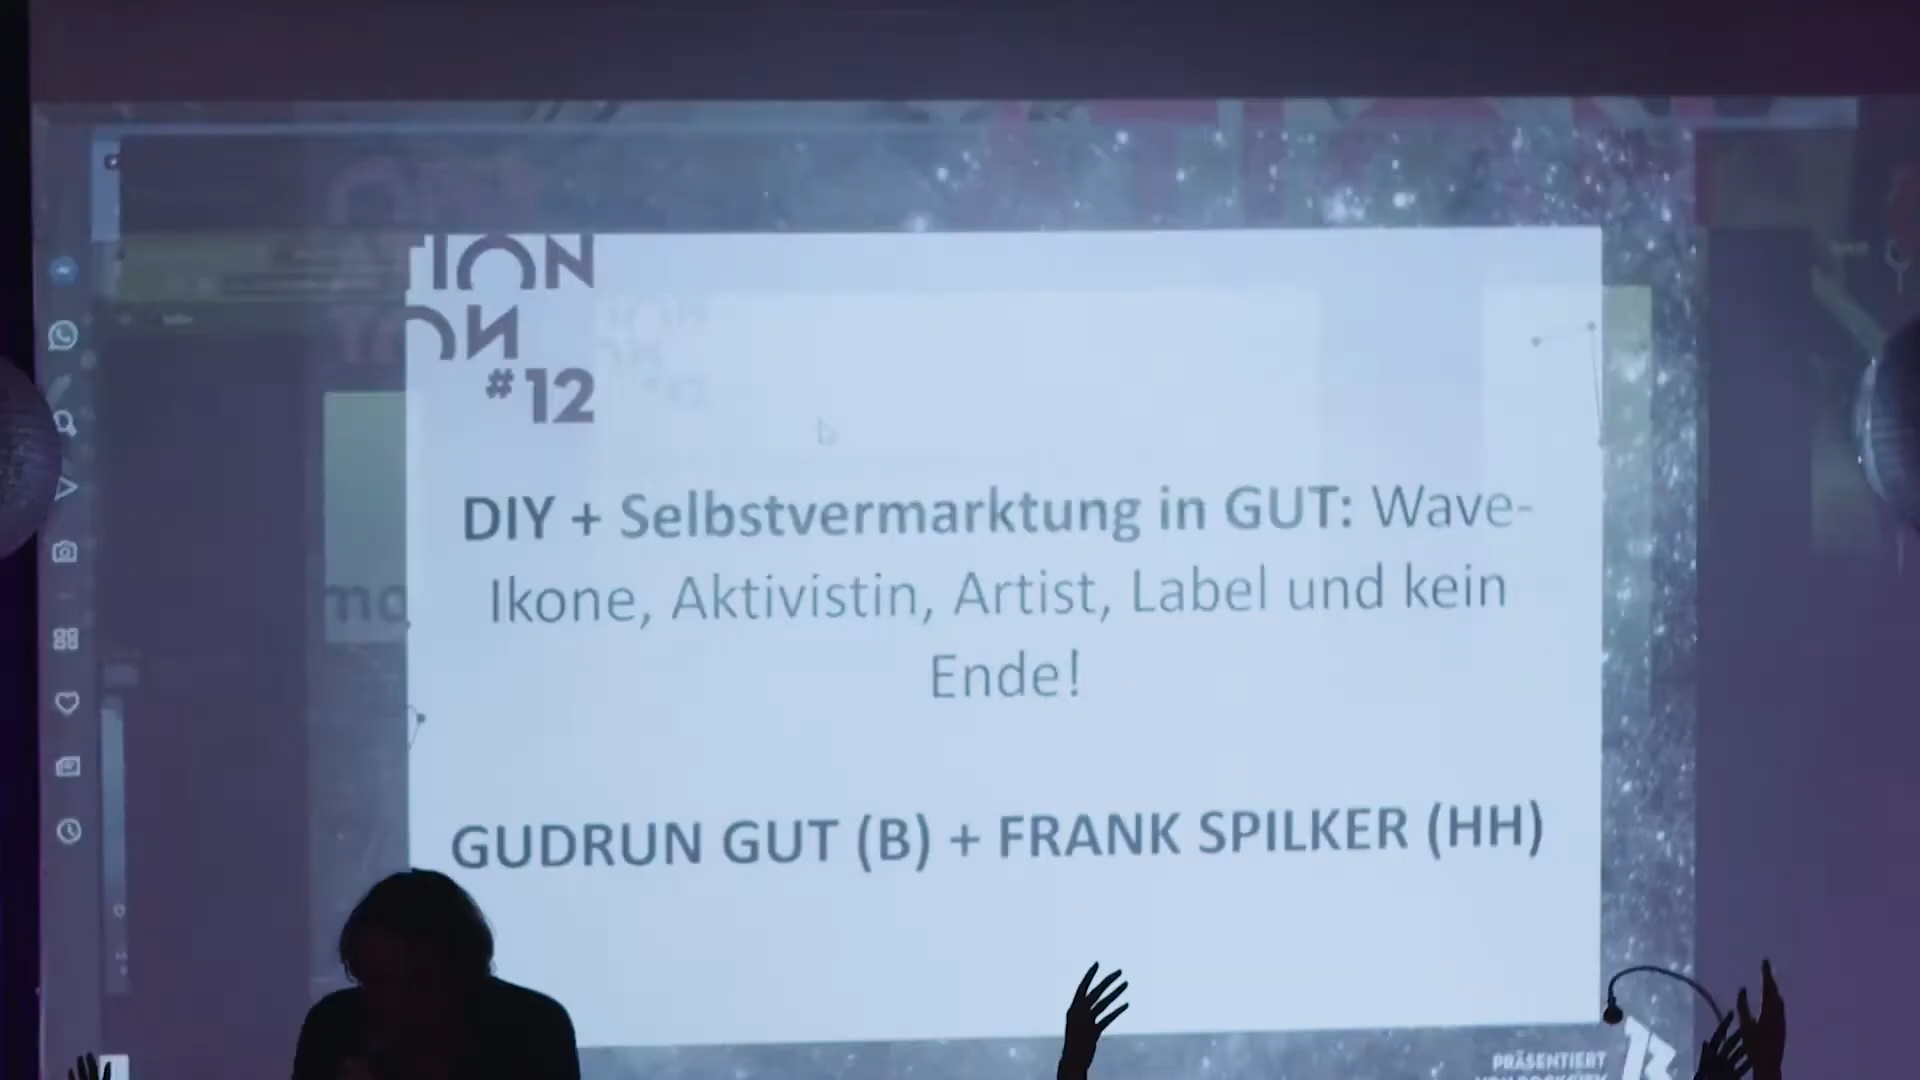 TION
ON
#12
DIY + Selbstvermarktung in GUT: Wave-
Ikone, Aktivistin, Artist, Label und kein
Ende!
GUDRUN GUT (B) + FRANK SPILKER (HH)
PRÄSENTIERT